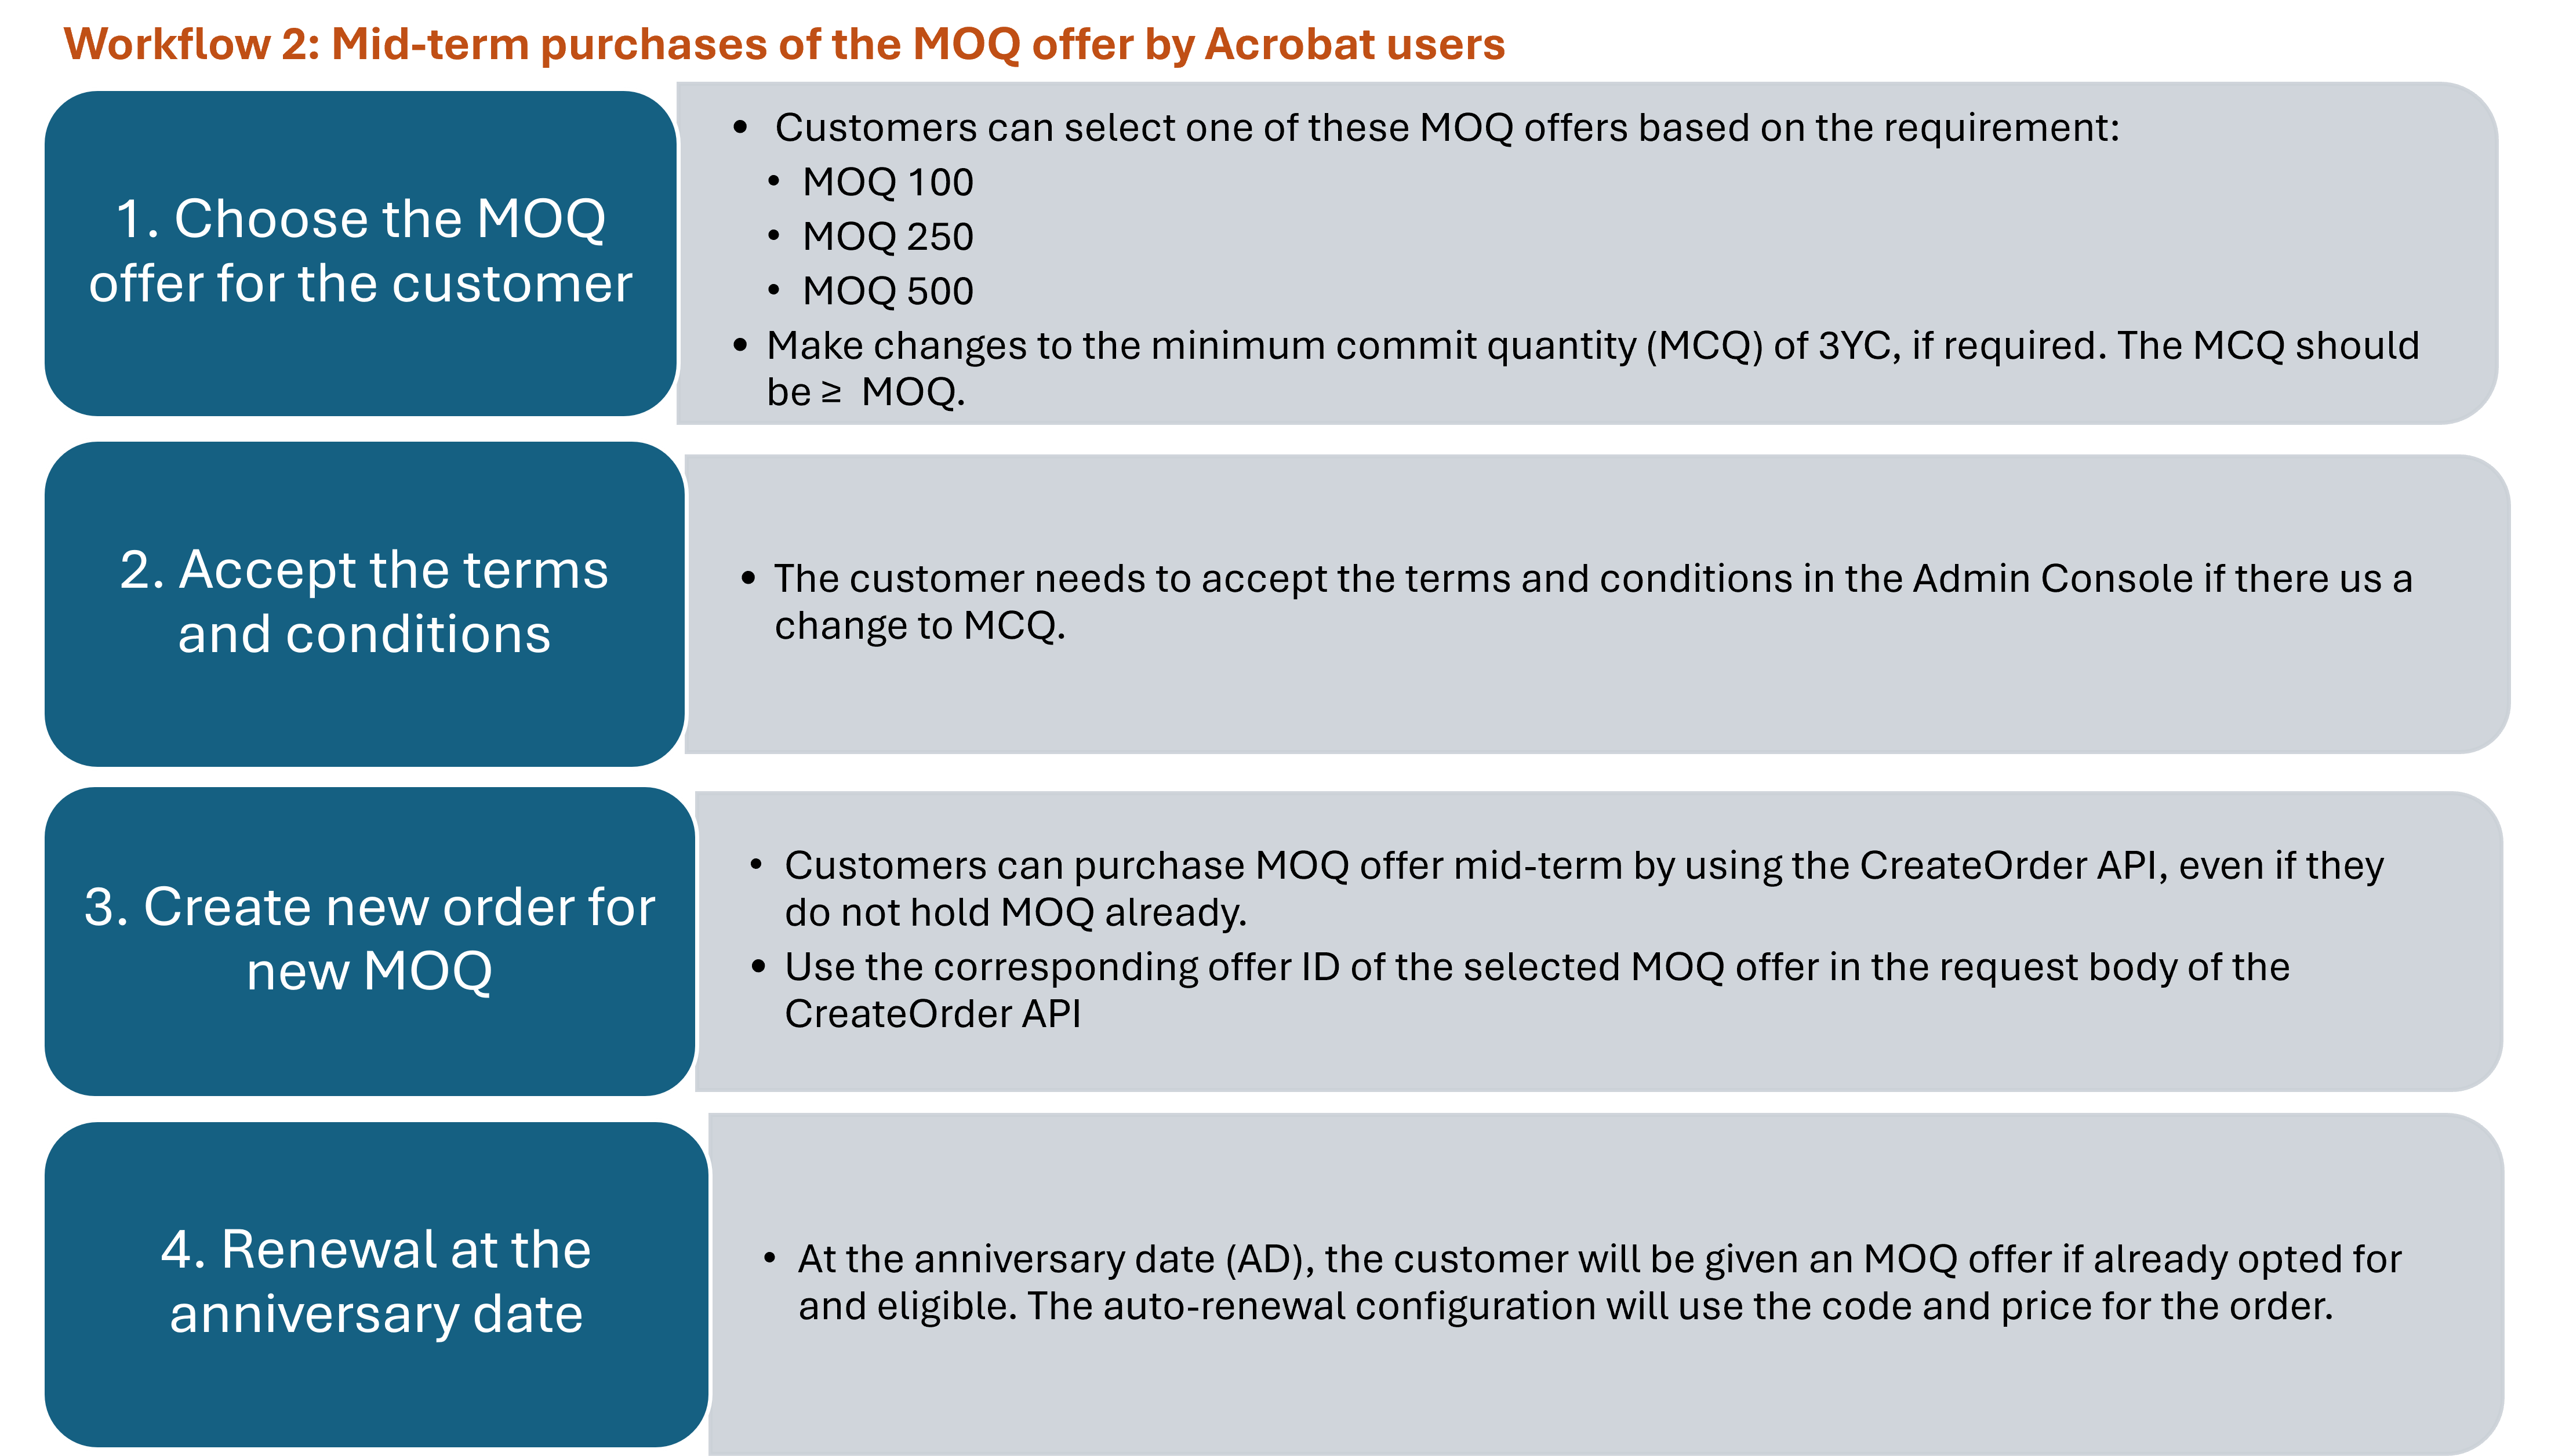 Workflow 2: Mid-term purchases of the MOQ offer by Acrobat users
1. Choose the MOQ
offer for the customer
• Customers can select one of these MOQ offers based on the requirement:
• MOQ 100
• MOQ 250
• MOQ 500
• Make changes to the minimum commit quantity (MCQ) of 3YC, if required. The MCQ should
be ≥ MOQ.
2. Accept the terms
and conditions
• The customer needs to accept the terms and conditions in the Admin Console if there us a
change to MCQ.
3. Create new order for
new MOQ
• Customers can purchase MOQ offer mid-term by using the CreateOrder API, even if they
do not hold MOQ already.
• Use the corresponding offer ID of the selected MOQ offer in the request body of the
CreateOrder API
4. Renewal at the
anniversary date
• At the anniversary date (AD), the customer will be given an MOQ offer if already opted for
and eligible. The auto-renewal configuration will use the code and price for the order.